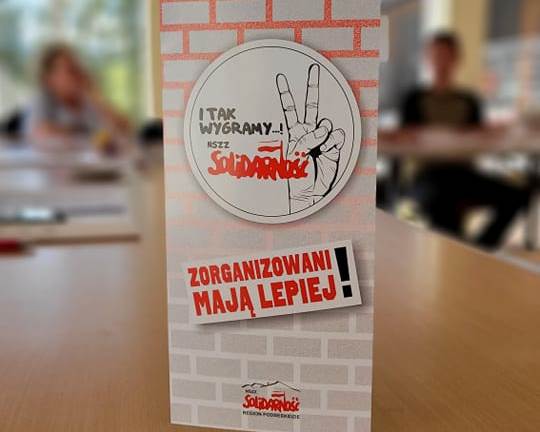 I TAK
WYGRAMY...!
NSZZ
SOLIDARNOŚĆ
ZORGANIZOWANI
MAJĄ LEPIEJ!
NSZZ
SOLIDARNOŚĆ
REGION PODBESKIDZIE